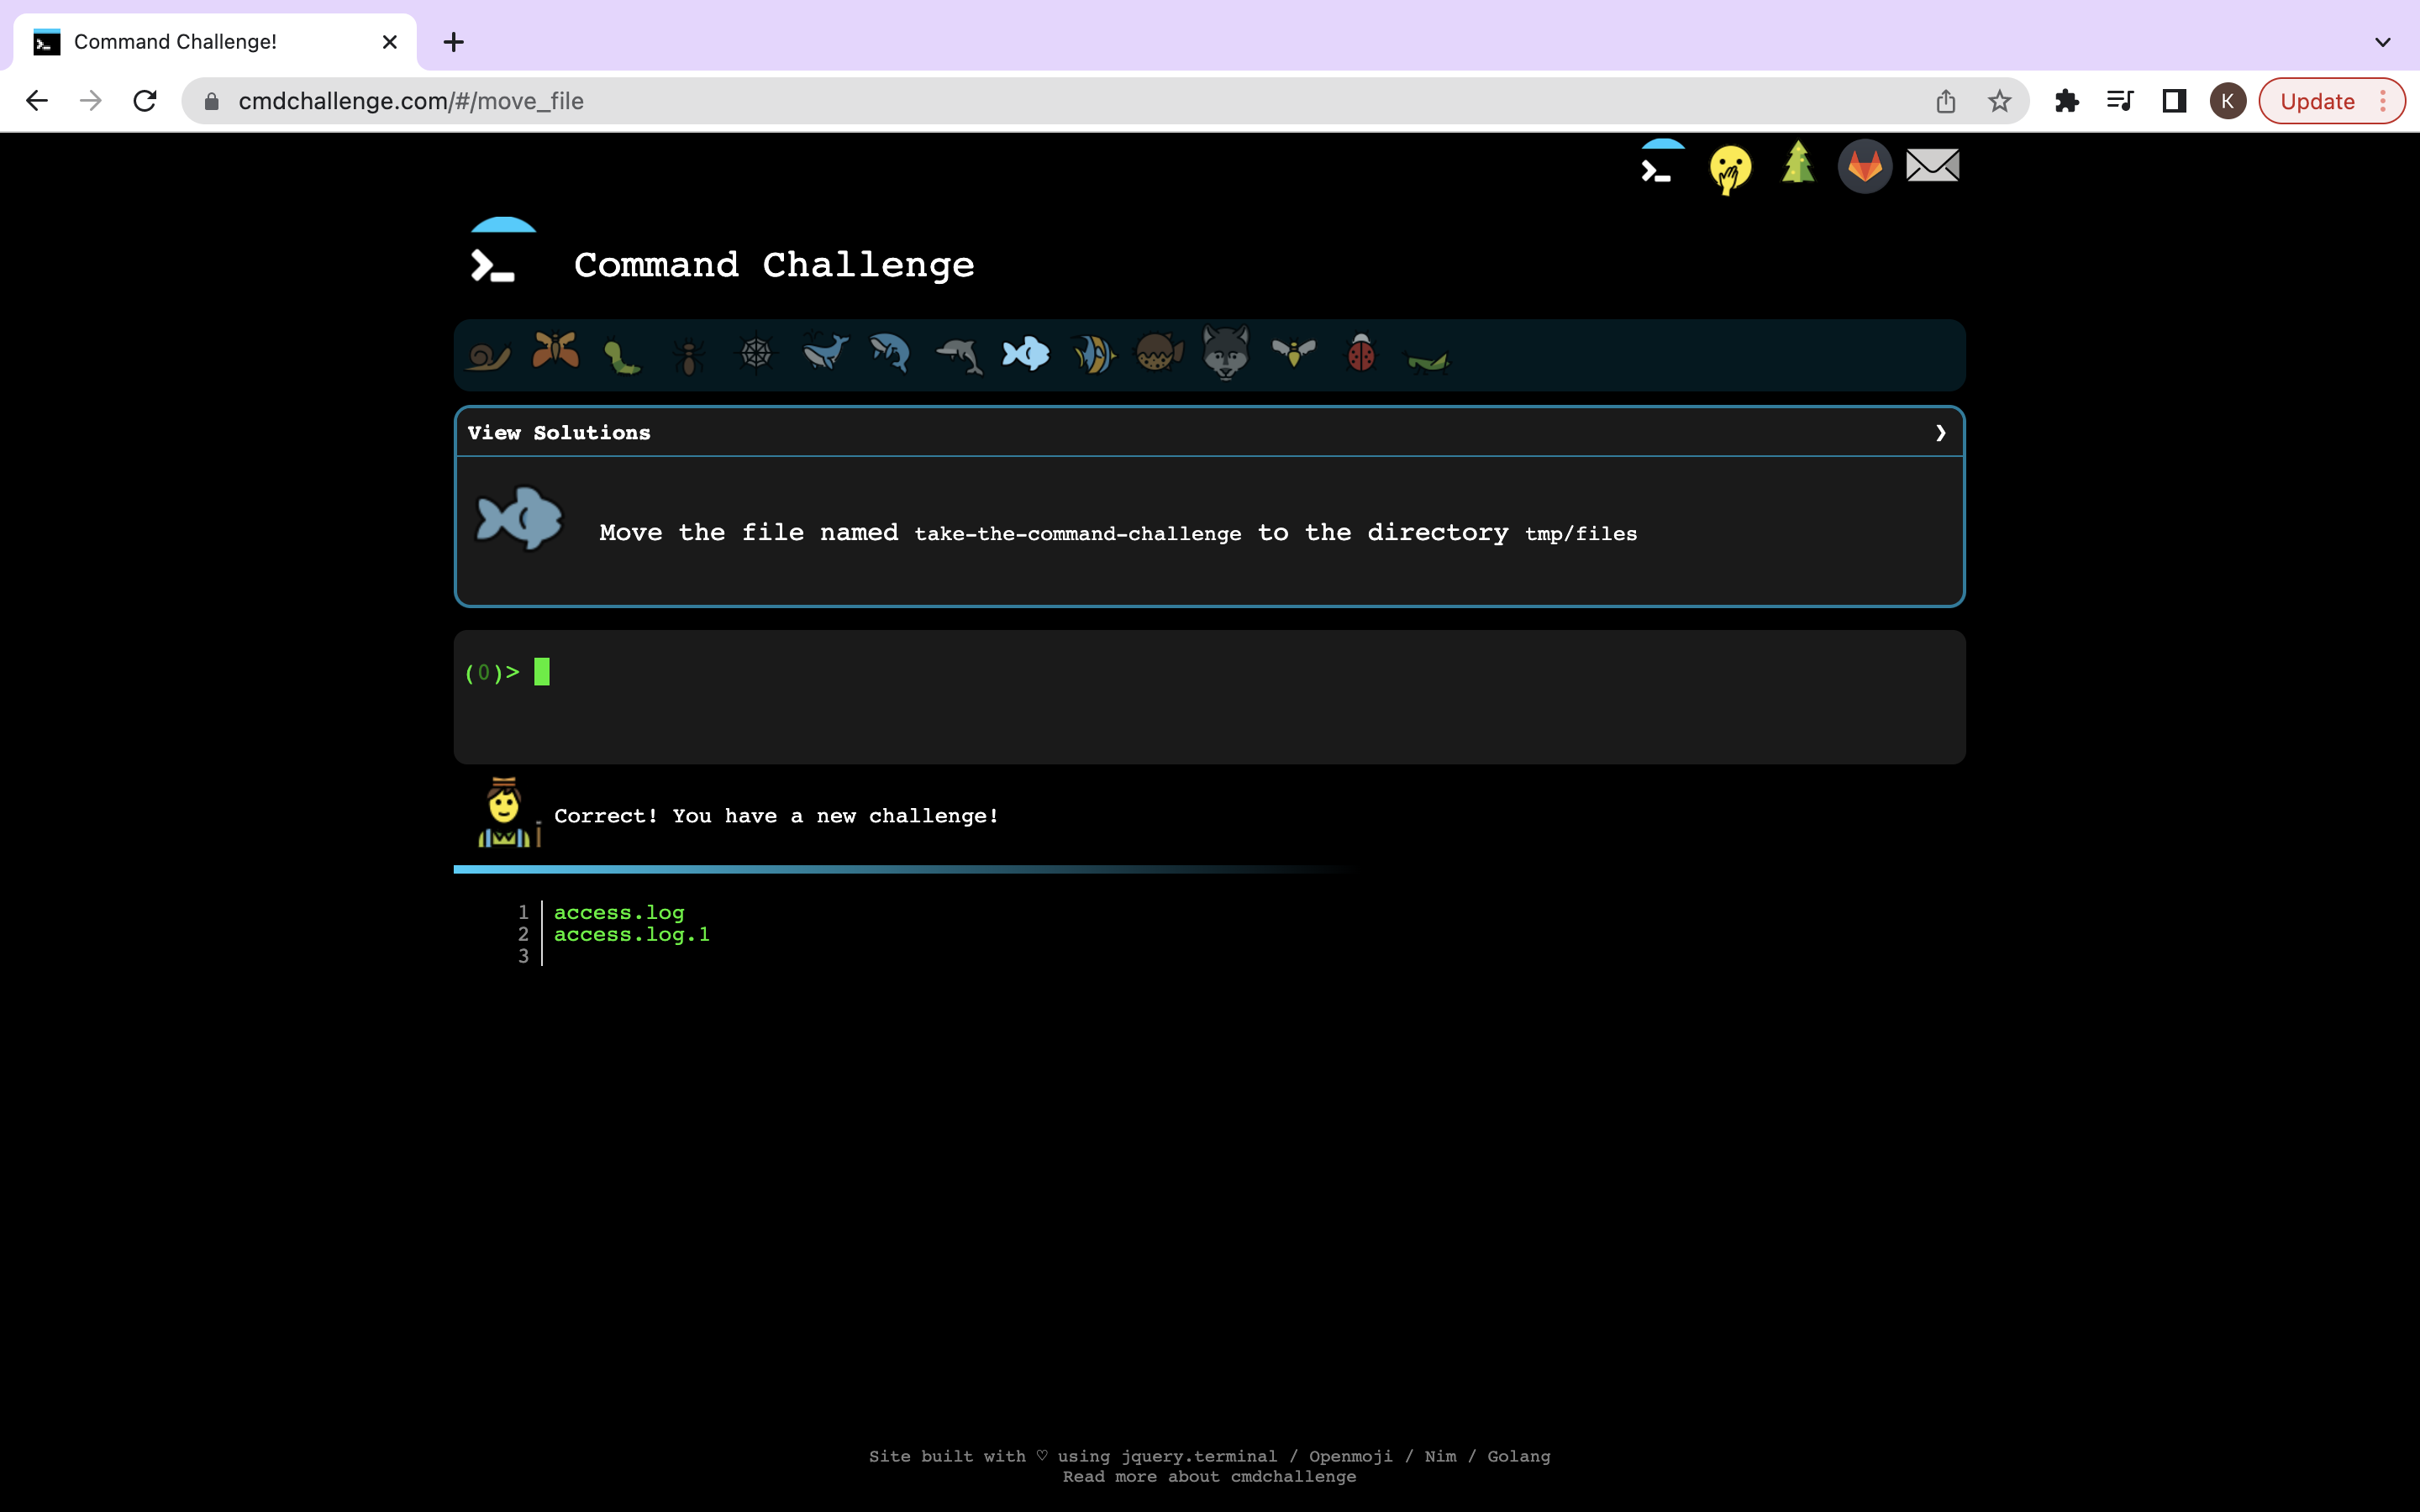 Command Challenge!
cmdchallenge.com/#/move_file
K
Update
Command Challenge
View Solutions
Move the file named take-the-command-challenge to the directory tmp/files
(0)>
Correct! You have a new challenge!
1 access.log
2 access.log.1
3
Site built with ♡ using jquery.terminal / Openmoji / Nim / Golang
Read more about cmdchallenge